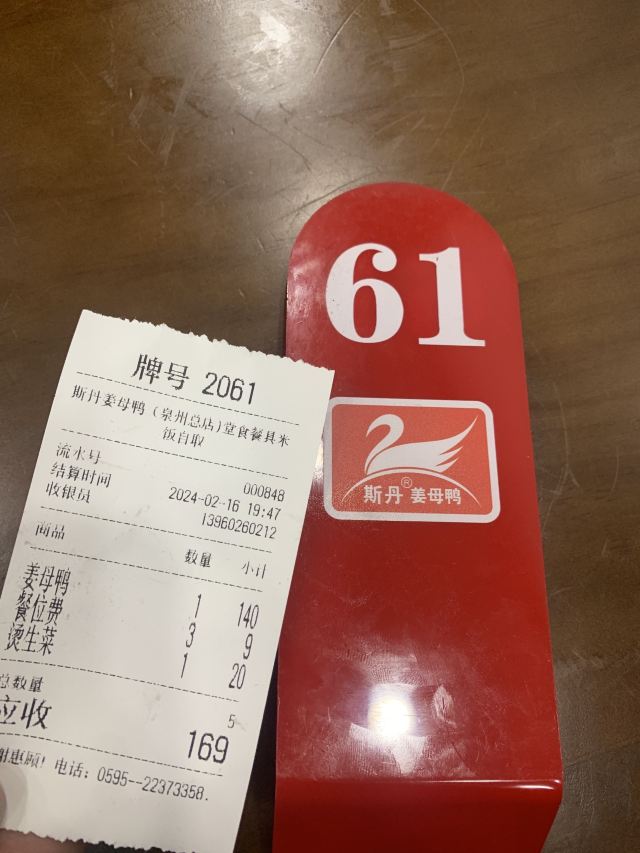 牌号 2061
斯丹姜母鸭(泉州总店)堂食餐具米
饭自取
流水号 000848
结算时间 2024-02-16 19:47
收银员 13960260212
商品 数量 小计
姜母鸭 1 140
餐位费 3 9
烫生菜 1 20
总数量 5
应收 169
谢惠顾! 电话: 0595--22373358.
61
斯丹®姜母鸭